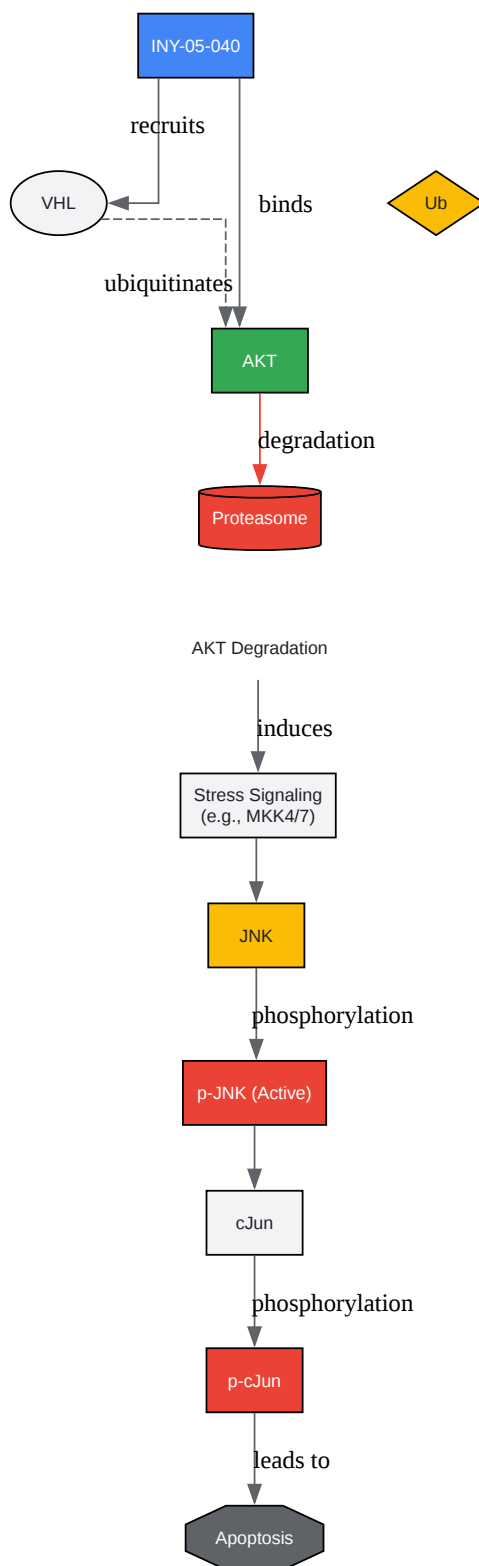 INY-05-040
recruits
VHL
binds
Ub
ubiquitinates
AKT
degradation
Proteasome
AKT Degradation
induces
Stress Signaling
(e.g., MKK4/7)
JNK
phosphorylation
p-JNK (Active)
cJun
phosphorylation
p-cJun
leads to
Apoptosis